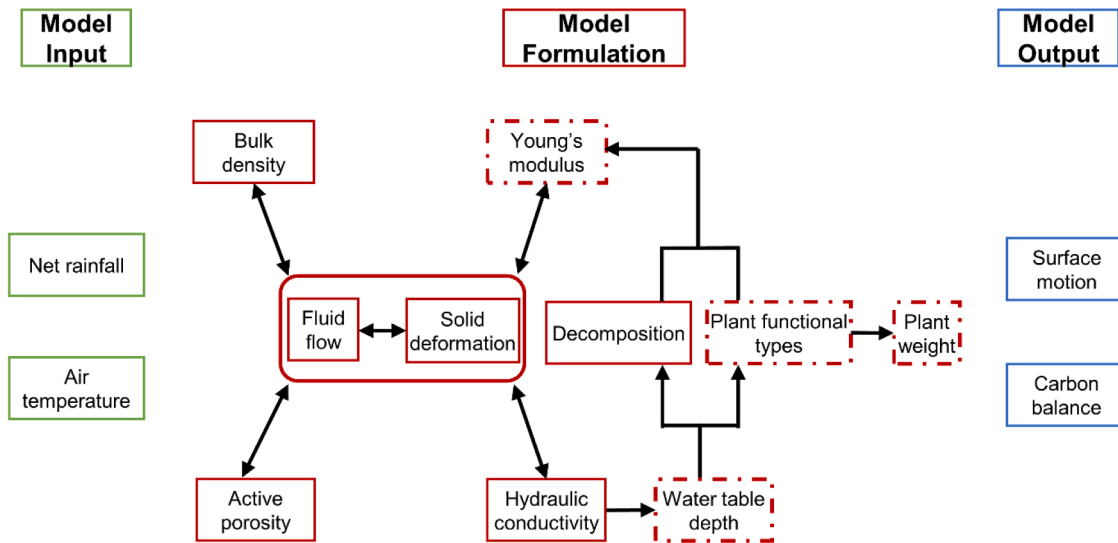 Model
Input
Model
Formulation
Model
Output
Bulk
density
Young's
modulus
Net rainfall
Surface
motion
Fluid
flow
Solid
deformation
Decomposition
Plant functional
types
Plant
weight
Air
temperature
Carbon
balance
Active
porosity
Hydraulic
conductivity
Water table
depth